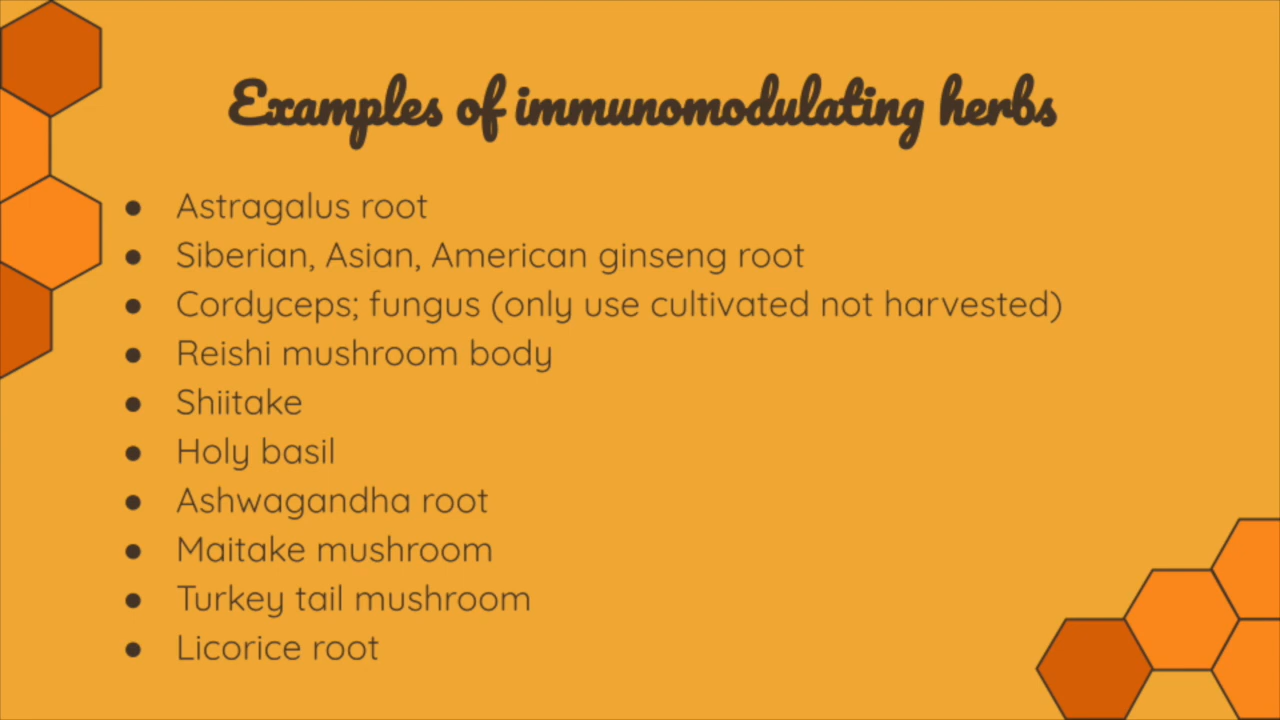 Examples of immunomodulating herbs
● Astragalus root
● Siberian, Asian, American ginseng root
● Cordyceps; fungus (only use cultivated not harvested)
● Reishi mushroom body
● Shiitake
● Holy basil
● Ashwagandha root
● Maitake mushroom
● Turkey tail mushroom
● Licorice root